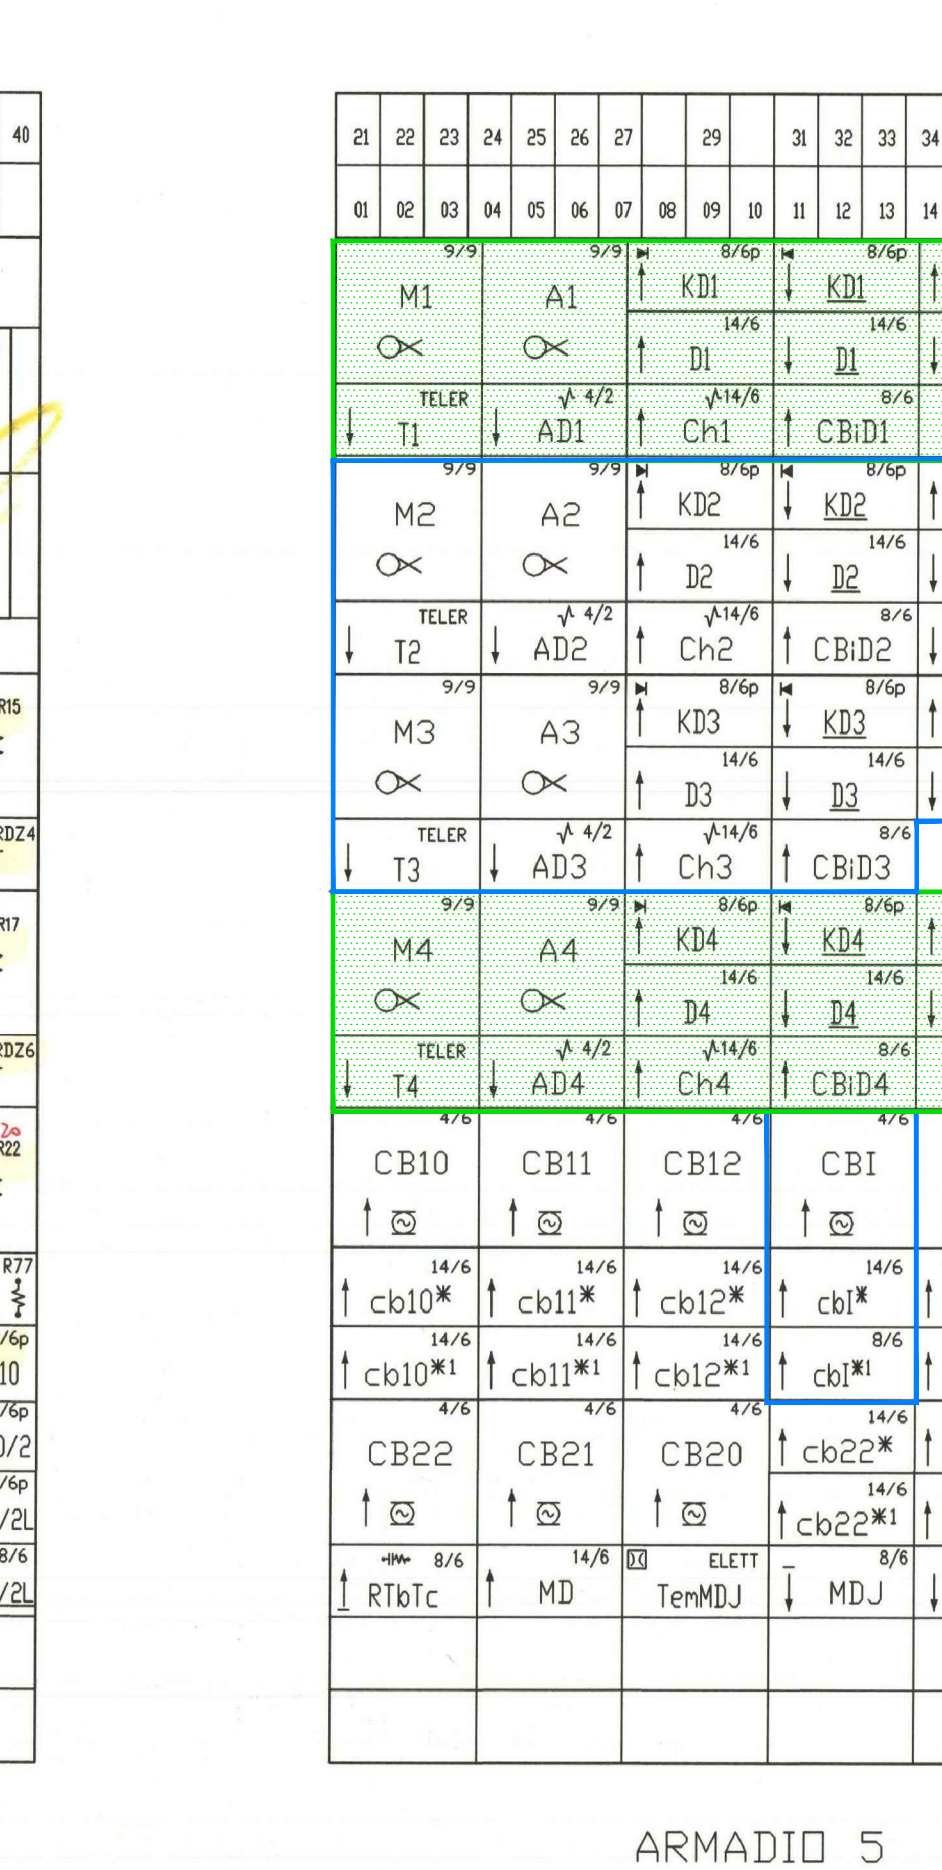 40
R15
RDZ4
R17
RDZ6
20
R22
R77
/6p
10
/6p
0/2
/6p
/2L
8/6
/2L
21 22 23 24 25 26 27 29 31 32 33 34
01 02 03 04 05 06 07 08 09 10 11 12 13 14
9/9 9/9 8/6p 8/6p
M1 A1 KD1 KD1
14/6 14/6
D1 D1
TELER 4/2 14/6 8/6
T1 AD1 Ch1 CBiD1
9/9 9/9 8/6p 8/6p
M2 A2 KD2 KD2
14/6 14/6
D2 D2
TELER 4/2 14/6 8/6
T2 AD2 Ch2 CBiD2
9/9 9/9 8/6p 8/6p
M3 A3 KD3 KD3
14/6 14/6
D3 D3
TELER 4/2 14/6 8/6
T3 AD3 Ch3 CBiD3
9/9 9/9 8/6p 8/6p
M4 A4 KD4 KD4
14/6 14/6
D4 D4
TELER 4/2 14/6 8/6
T4 AD4 Ch4 CBiD4
4/6 4/6 4/6 4/6
CB10 CB11 CB12 CBI
14/6 14/6 14/6 14/6
cb10* cb11* cb12* cbI*
14/6 14/6 14/6 8/6
cb10*1 cb11*1 cb12*1 cbI*1
4/6 4/6 4/6 14/6
CB22 CB21 CB20 cb22*
14/6
cb22*1
8/6 14/6 ELETT 8/6
RTbTc MD TemMDJ MDJ
ARMADIO 5